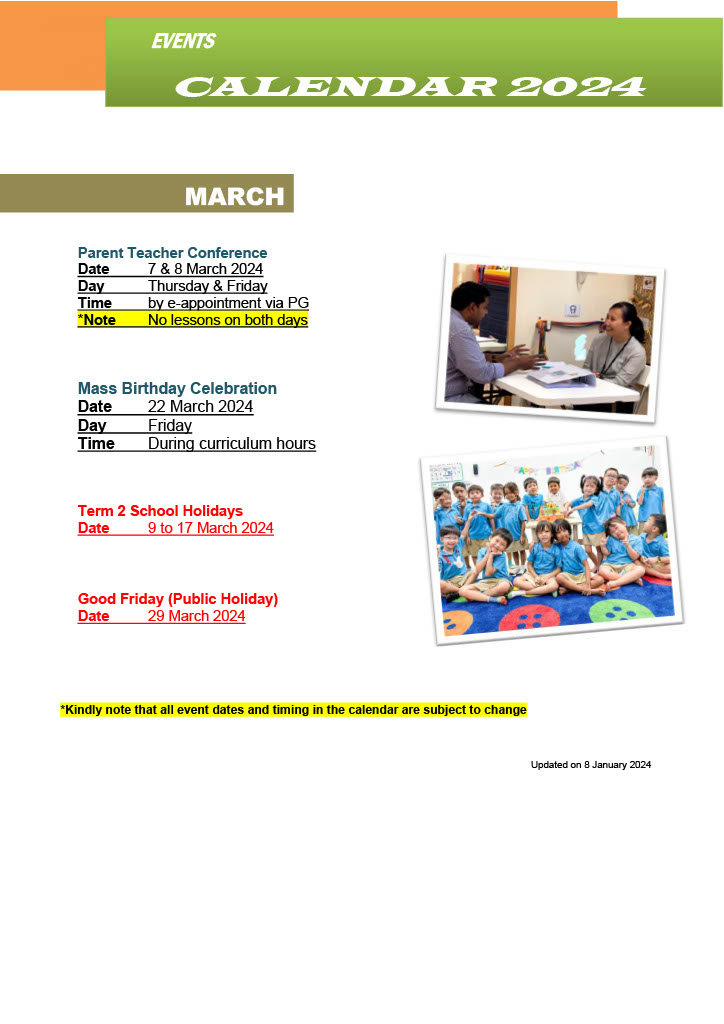 EVENTS
CALENDAR 2024
MARCH
Parent Teacher Conference
Date 7 & 8 March 2024
Day Thursday & Friday
Time by e-appointment via PG
*Note No lessons on both days
Mass Birthday Celebration
Date 22 March 2024
Day Friday
Time During curriculum hours
HAPPY BIRTHDAY
Term 2 School Holidays
Date 9 to 17 March 2024
Good Friday (Public Holiday)
Date 29 March 2024
*Kindly note that all event dates and timing in the calendar are subject to change
Updated on 8 January 2024